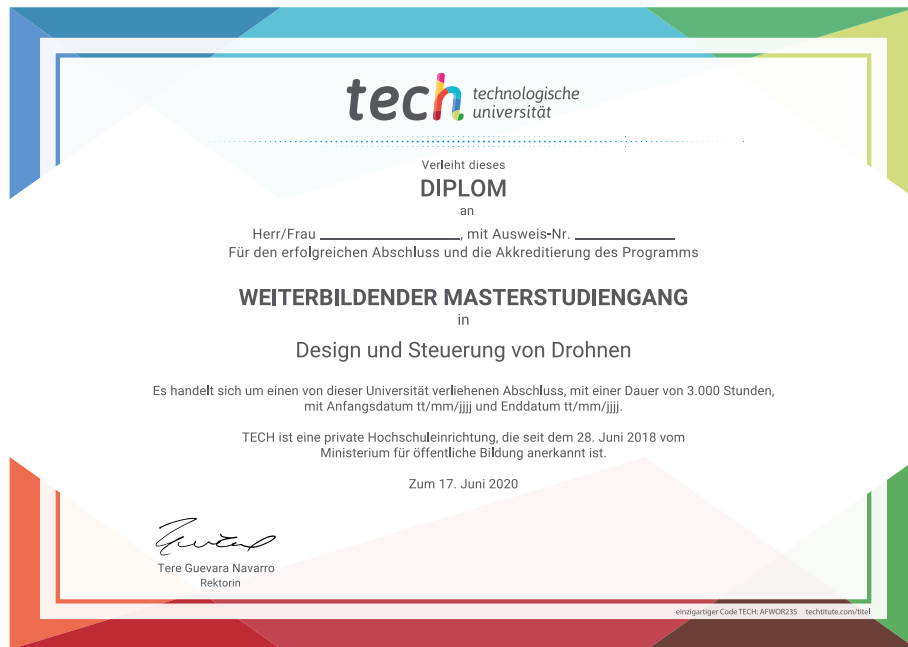 tech technologische
universität
Verleiht dieses
DIPLOM
an
Herr/Frau ____________________, mit Ausweis-Nr. ______________
Für den erfolgreichen Abschluss und die Akkreditierung des Programms
WEITERBILDENDER MASTERSTUDIENGANG
in
Design und Steuerung von Drohnen
Es handelt sich um einen von dieser Universität verliehenen Abschluss, mit einer Dauer von 3.000 Stunden,
mit Anfangsdatum tt/mm/jjjj und Enddatum tt/mm/jjjj.
TECH ist eine private Hochschuleinrichtung, die seit dem 28. Juni 2018 vom
Ministerium für öffentliche Bildung anerkannt ist.
Zum 17. Juni 2020
Tere Guevara Navarro
Rektorin
einzigartiger Code TECH: AFWOR23S techtitute.com/titel